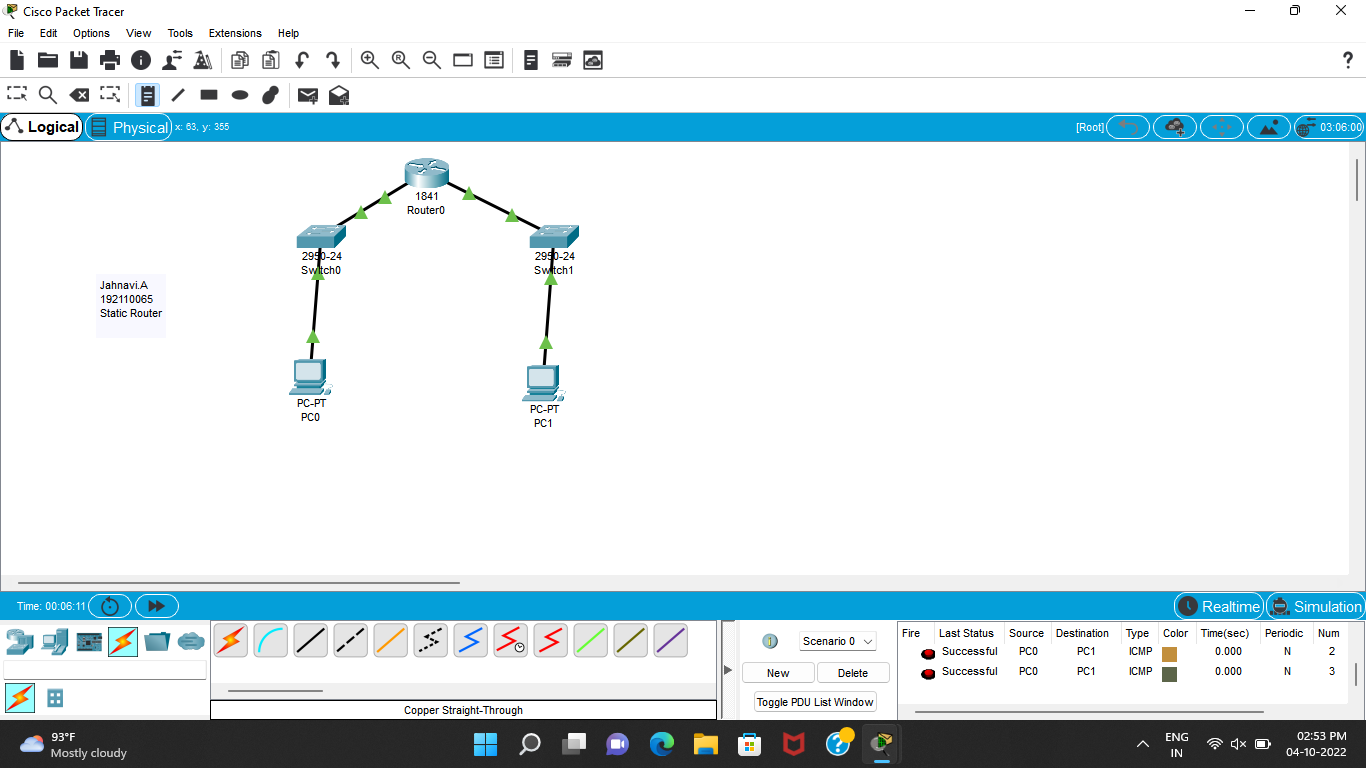 Cisco Packet Tracer
File Edit Options View Tools Extensions Help
Logical Physical x: 63, y: 355 [Root] 03:06:00
1841
Router0
2950-24
Switch0
2950-24
Switch1
Jahnavi.A
192110065
Static Router
PC-PT
PC0
PC-PT
PC1
Time: 00:06:11 Realtime Simulation
Scenario 0
New Delete
Toggle PDU List Window
Copper Straight-Through
Fire Last Status Source Destination Type Color Time(sec) Periodic Num
Successful PC0 PC1 ICMP 0.000 N 2
Successful PC0 PC1 ICMP 0.000 N 3
93°F
Mostly cloudy
ENG
IN
02:53 PM
04-10-2022